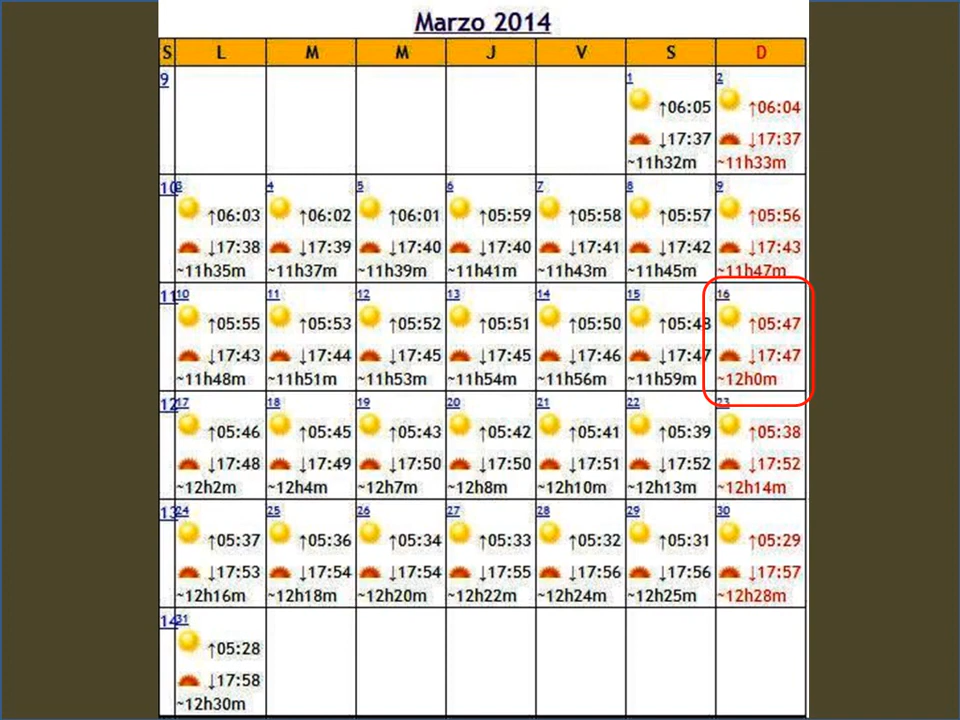 Marzo 2014
S L M M J V S D
9 1 2
↑06:05 ↑06:04
↓17:37 ↓17:37
~11h32m ~11h33m
10 3 4 5 6 7 8 9
↑06:03 ↑06:02 ↑06:01 ↑05:59 ↑05:58 ↑05:57 ↑05:56
↓17:38 ↓17:39 ↓17:40 ↓17:40 ↓17:41 ↓17:42 ↓17:43
~11h35m ~11h37m ~11h39m ~11h41m ~11h43m ~11h45m ~11h47m
11 10 11 12 13 14 15 16
↑05:55 ↑05:53 ↑05:52 ↑05:51 ↑05:50 ↑05:48 ↑05:47
↓17:43 ↓17:44 ↓17:45 ↓17:45 ↓17:46 ↓17:47 ↓17:47
~11h48m ~11h51m ~11h53m ~11h54m ~11h56m ~11h59m ~12h0m
12 17 18 19 20 21 22 23
↑05:46 ↑05:45 ↑05:43 ↑05:42 ↑05:41 ↑05:39 ↑05:38
↓17:48 ↓17:49 ↓17:50 ↓17:50 ↓17:51 ↓17:52 ↓17:52
~12h2m ~12h4m ~12h7m ~12h8m ~12h10m ~12h13m ~12h14m
13 24 25 26 27 28 29 30
↑05:37 ↑05:36 ↑05:34 ↑05:33 ↑05:32 ↑05:31 ↑05:29
↓17:53 ↓17:54 ↓17:54 ↓17:55 ↓17:56 ↓17:56 ↓17:57
~12h16m ~12h18m ~12h20m ~12h22m ~12h24m ~12h25m ~12h28m
14 31
↑05:28
↓17:58
~12h30m